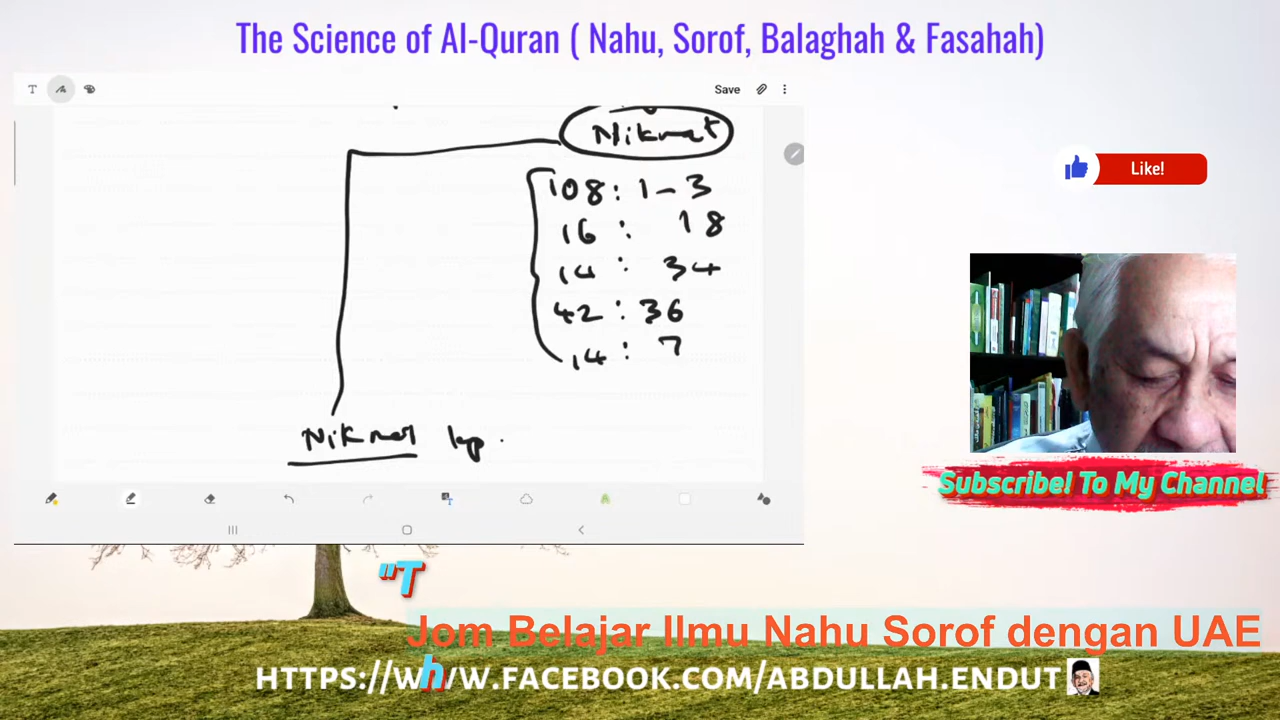 The Science of Al-Quran ( Nahu, Sorof, Balaghah & Fasahah)
T
Save
Nikmat
108 : 1 - 3
16 : 18
14 : 34
42 : 36
14 : 7
Nikmat kp
Like!
Subscribe! To My Channel
"T
Jom Belajar Ilmu Nahu Sorof dengan UAE
h
HTTPS://WWW.FACEBOOK.COM/ABDULLAH.ENDUT